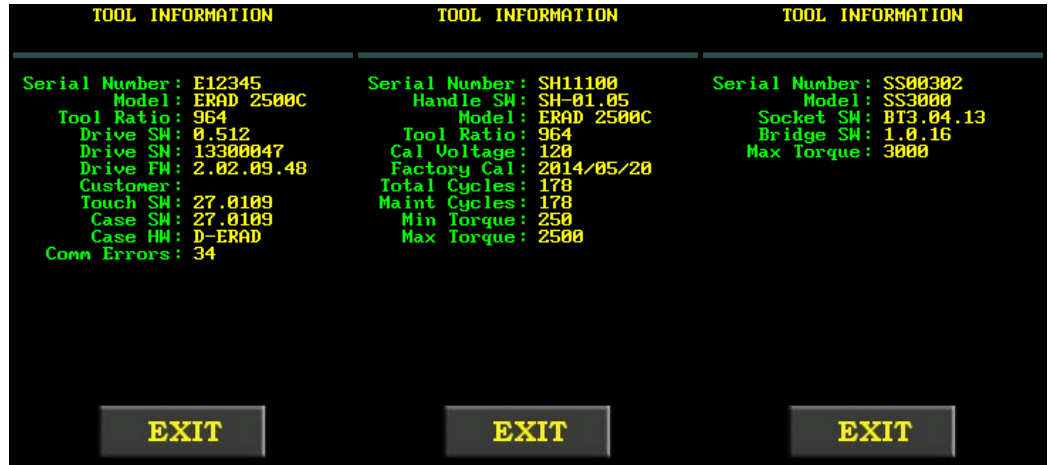 TOOL INFORMATION
Serial Number: E12345
Model: ERAD 2500C
Tool Ratio: 964
Drive SW: 0.512
Drive SN: 13300047
Drive FW: 2.02.09.48
Customer:
Touch SW: 27.0109
Case SW: 27.0109
Case HW: D-ERAD
Comm Errors: 34
EXIT
TOOL INFORMATION
Serial Number: SH11100
Handle SW: SH-01.05
Model: ERAD 2500C
Tool Ratio: 964
Cal Voltage: 120
Factory Cal: 2014/05/20
Total Cycles: 178
Maint Cycles: 178
Min Torque: 250
Max Torque: 2500
EXIT
TOOL INFORMATION
Serial Number: SS00302
Model: SS3000
Socket SW: BT3.04.13
Bridge SW: 1.0.16
Max Torque: 3000
EXIT